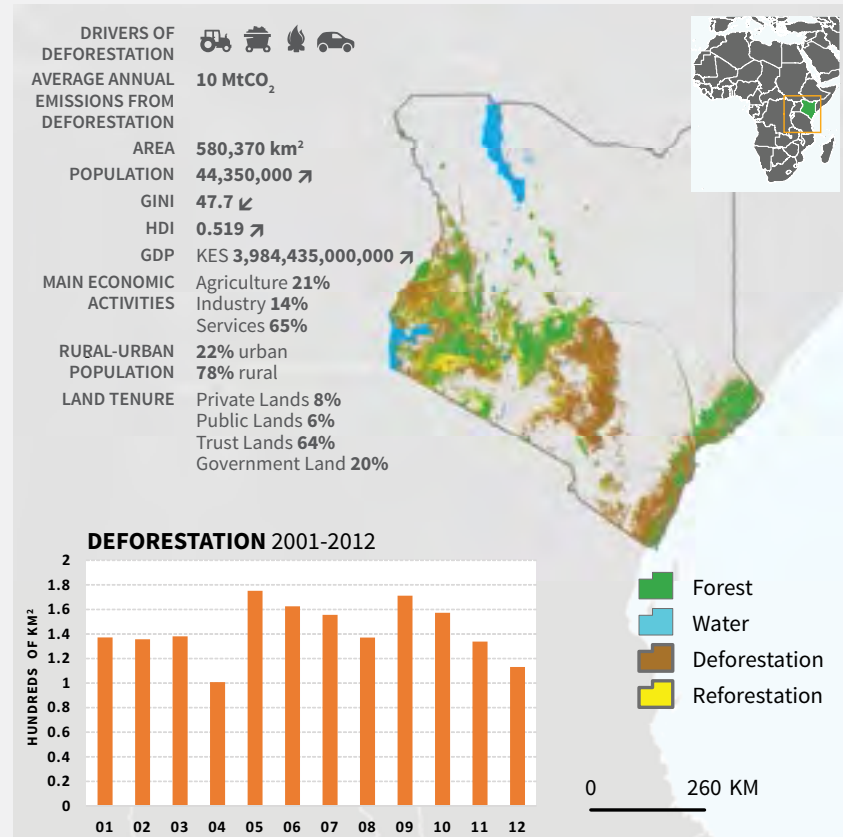 DRIVERS OF
DEFORESTATION
AVERAGE ANNUAL
EMISSIONS FROM
DEFORESTATION
10 MtCO₂
AREA 580,370 km²
POPULATION 44,350,000
GINI 47.7
HDI 0.519
GDP KES 3,984,435,000,000
MAIN ECONOMIC
ACTIVITIES
Agriculture 21%
Industry 14%
Services 65%
RURAL-URBAN
POPULATION
22% urban
78% rural
LAND TENURE
Private Lands 8%
Public Lands 6%
Trust Lands 64%
Government Land 20%
DEFORESTATION 2001-2012
HUNDREDS OF KM²
2
1.8
1.6
1.4
1.2
1
0.8
0.6
0.4
0.2
0
01 02 03 04 05 06 07 08 09 10 11 12
Forest
Water
Deforestation
Reforestation
0 260 KM